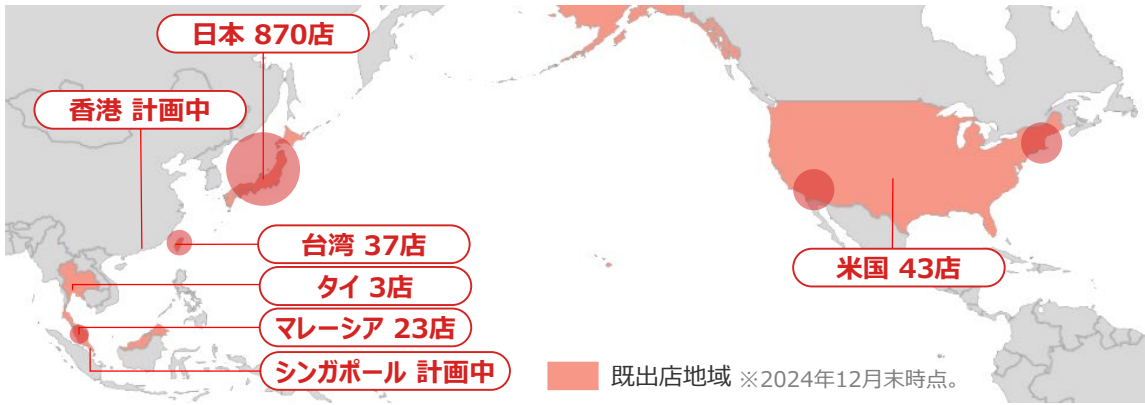 日本 870店
香港 計画中
台湾 37店
タイ 3店
マレーシア 23店
シンガポール 計画中
米国 43店
既出店地域 ※2024年12月末時点。